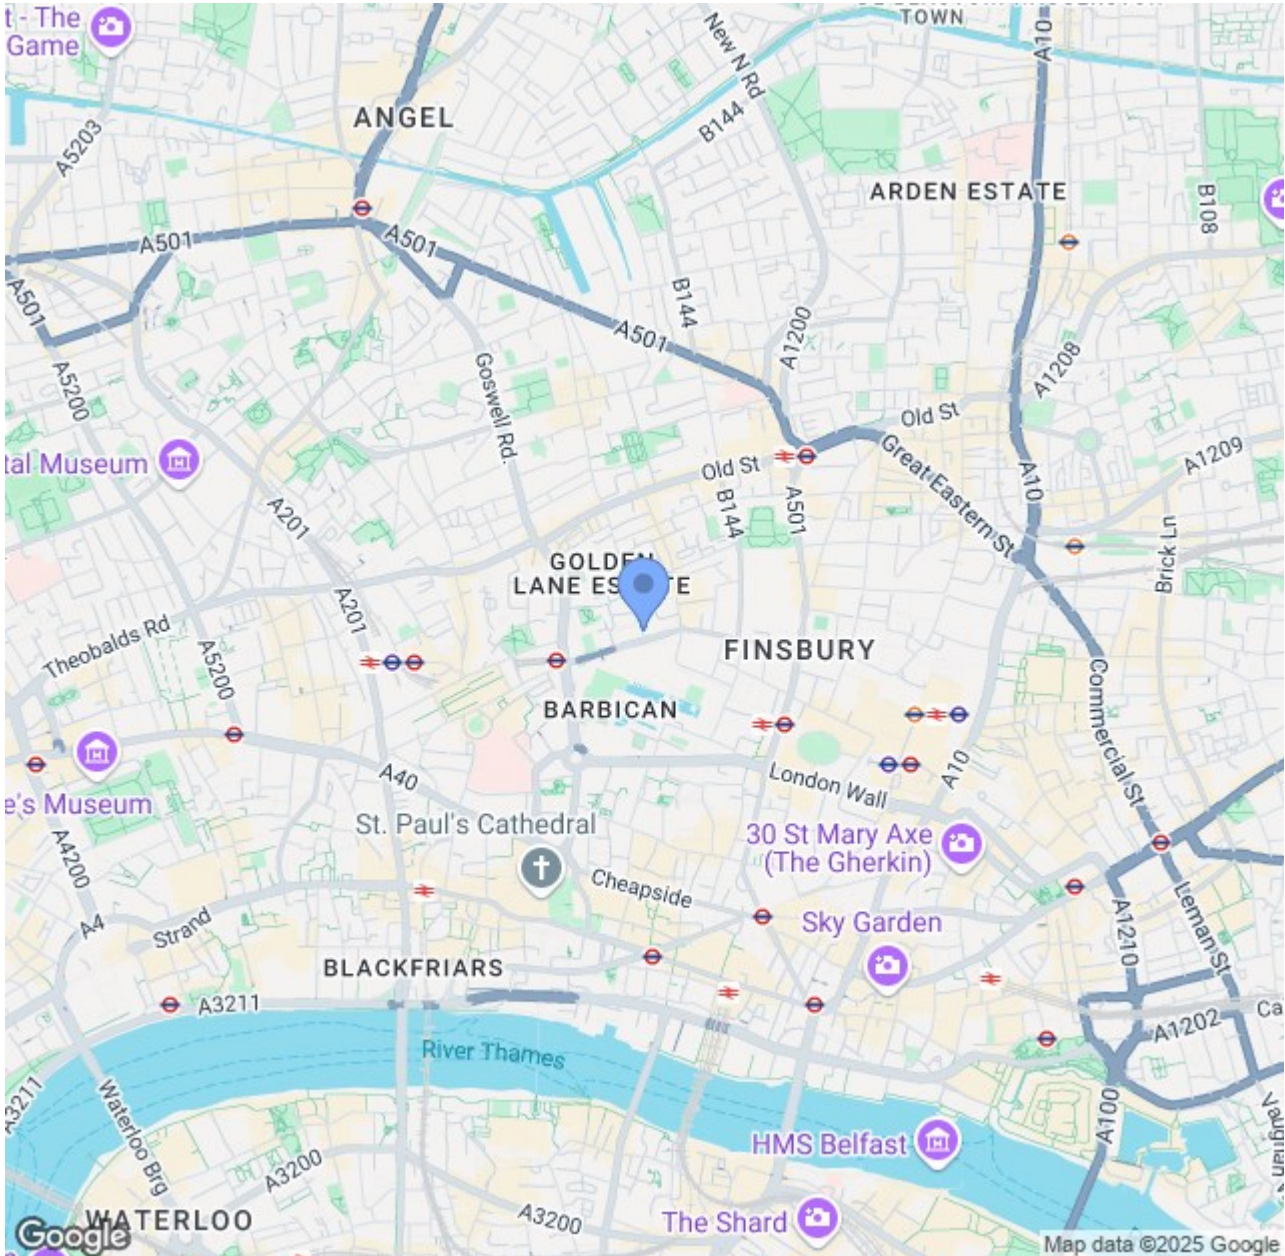 t - The
Game
TOWN
A10
New N Rd
B144
ANGEL
A5203
ARDEN ESTATE
B108
A501
A501
A501
B144
A501
A1200
A1208
A5200
Goswell Rd.
Old St
tal Museum
Old St
Great Eastern St
A10
A1209
A201
B144
A501
GOLDEN
LANE ESTATE
Brick Ln
A201
Theobalds Rd
A5200
FINSBURY
BARBICAN
Commercial St
A40
London Wall
A10
e's Museum
St. Paul's Cathedral
30 St Mary Axe
(The Gherkin)
A4200
Cheapside
A4
Strand
Sky Garden
A1210
Leman St
BLACKFRIARS
A3211
Ca
A1202
River Thames
A3211
Waterloo Brg
A100
Vaughan
HMS Belfast
A3200
WATERLOO
A3200
The Shard
Google
Map data ©2025 Google